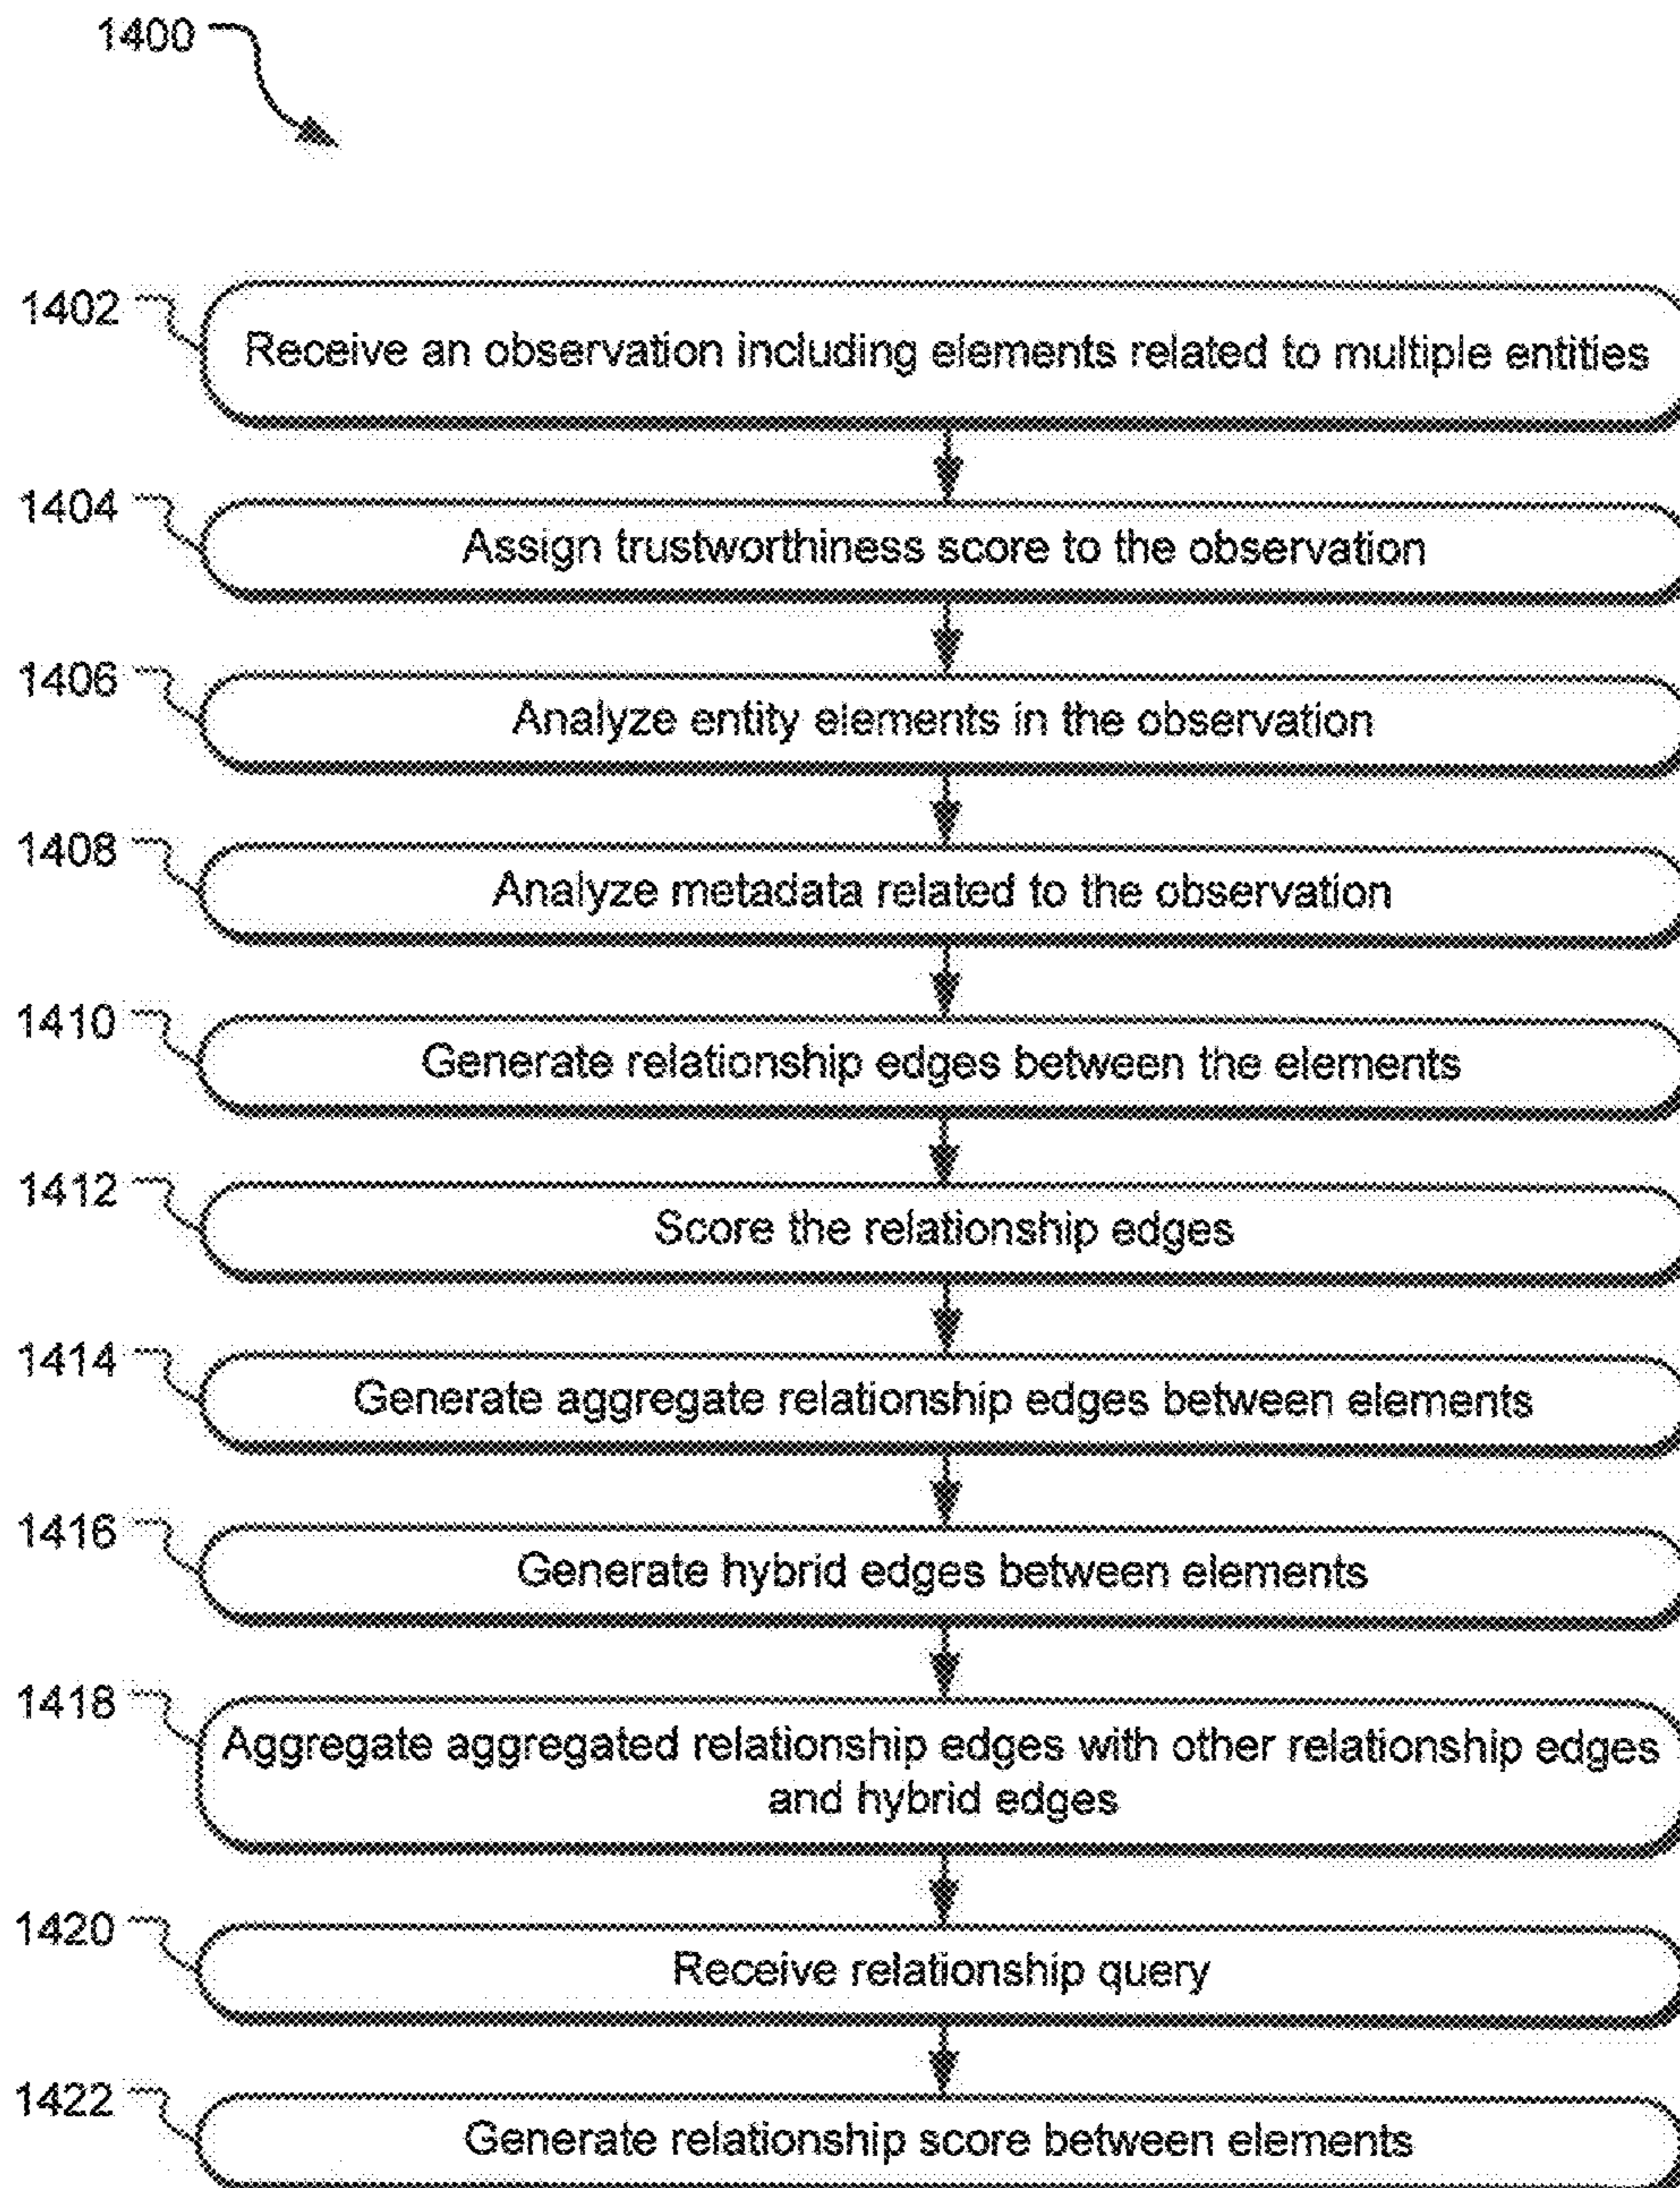 1400
1402
Receive an observation including elements related to multiple entities
1404
Assign trustworthiness score to the observation
1406
Analyze entity elements in the observation
1408
Analyze metadata related to the observation
1410
Generate relationship edges between the elements
1412
Score the relationship edges
1414
Generate aggregate relationship edges between elements
1416
Generate hybrid edges between elements
1418
Aggregate aggregated relationship edges with other relationship edges
and hybrid edges
1420
Receive relationship query
1422
Generate relationship score between elements